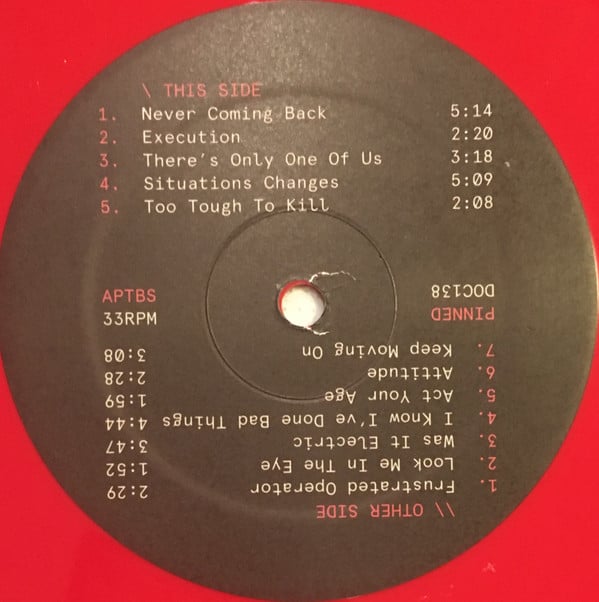 \ THIS SIDE
1. Never Coming Back 5:14
2. Execution 2:20
3. There's Only One Of Us 3:18
4. Situations Changes 5:09
5. Too Tough To Kill 2:08
APTBS
33RPM
\\ OTHER SIDE
1. Frustrated Operator 2:29
2. Look Me In The Eye 1:52
3. Was It Electric 3:47
4. I Know I've Done Bad Things 4:44
5. Act Your Age 1:59
6. Attitude 2:28
7. Keep Moving On 3:08
PINNED
DOC138